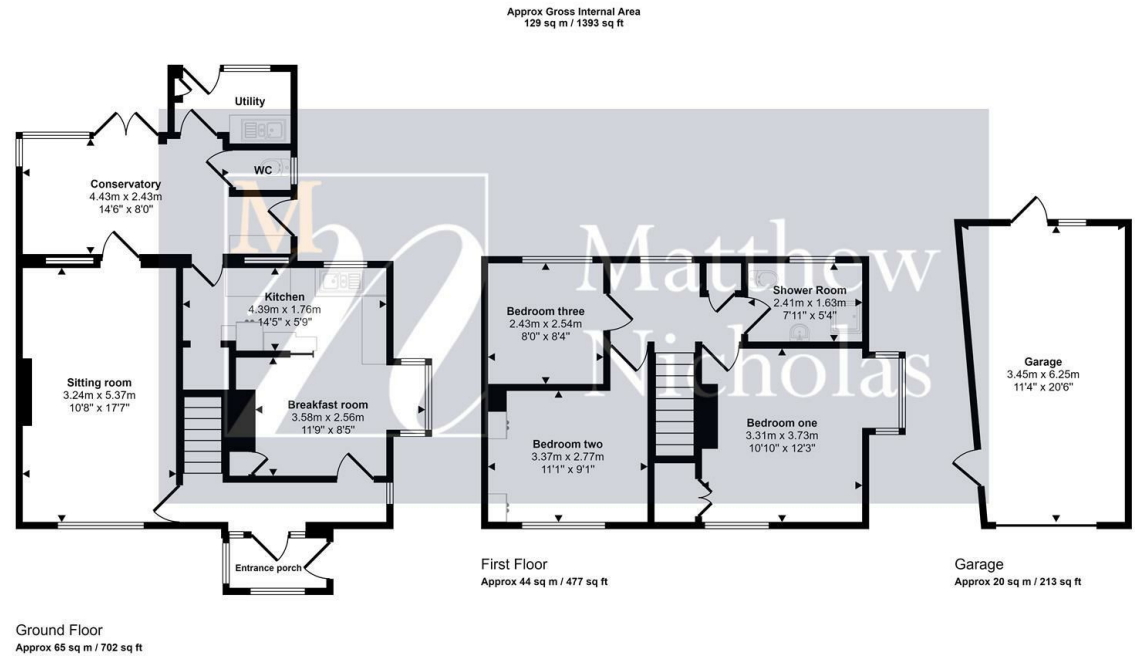 Approx Gross Internal Area
129 sq m / 1393 sq ft
Utility
WC
Conservatory
4.43m x 2.43m
14'6" x 8'0"
Kitchen
4.39m x 1.76m
14'5" x 5'9"
Sitting room
3.24m x 5.37m
10'8" x 17'7"
Breakfast room
3.58m x 2.56m
11'9" x 8'5"
Entrance porch
Ground Floor
Approx 65 sq m / 702 sq ft
M
n
Matthew
Nicholas
Bedroom three
2.43m x 2.54m
8'0" x 8'4"
Shower Room
2.41m x 1.63m
7'11" x 5'4"
Bedroom two
3.37m x 2.77m
11'1" x 9'1"
Bedroom one
3.31m x 3.73m
10'10" x 12'3"
First Floor
Approx 44 sq m / 477 sq ft
Garage
3.45m x 6.25m
11'4" x 20'6"
Garage
Approx 20 sq m / 213 sq ft